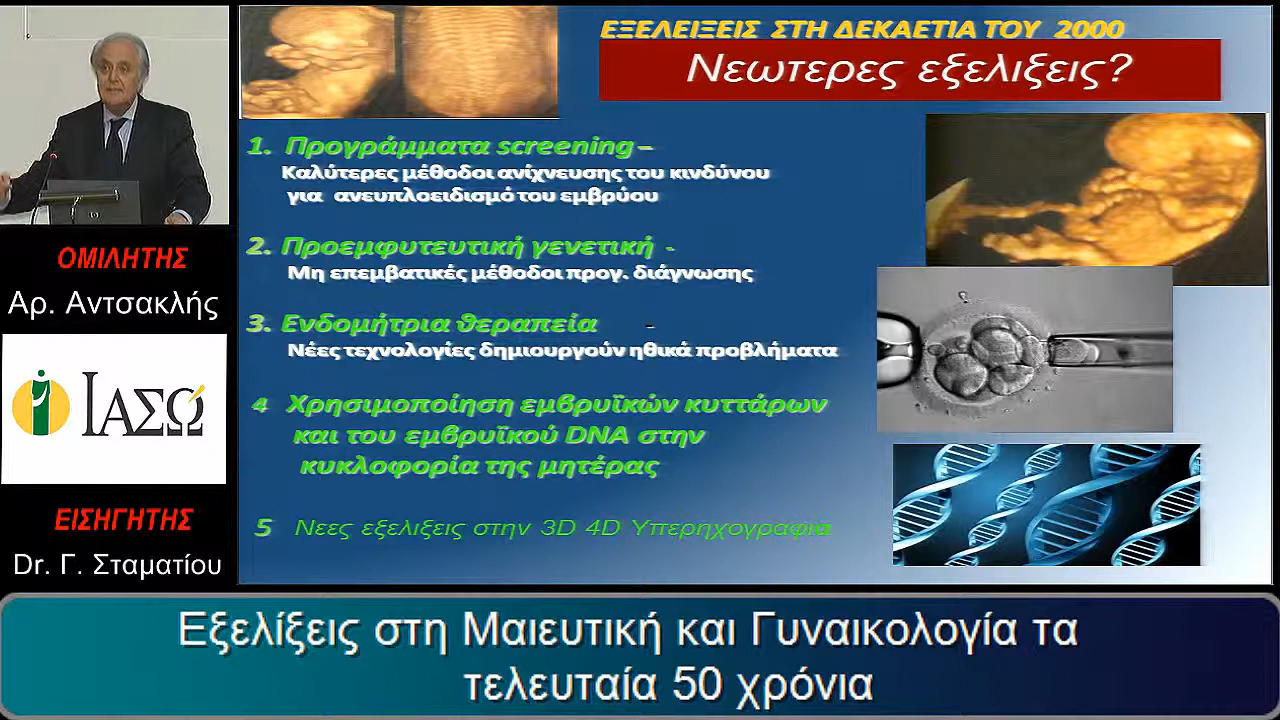 ΕΞΕΛΕΙΞΕΙΣ ΣΤΗ ΔΕΚΑΕΤΙΑ ΤΟΥ 2000
Νεωτερες εξελιξεις?
1. Προγράμματα screening –
Καλύτερες μέθοδοι ανίχνευσης του κινδύνου
για ανευπλοειδισμό του εμβρύου
2. Προεμφυτευτική γενετική -
Μη επεμβατικές μέθοδοι προγ. διάγνωσης
3. Ενδομήτρια θεραπεία -
Νέες τεχνολογίες δημιουργούν ηθικά προβλήματα
4 Χρησιμοποίηση εμβρυϊκών κυττάρων
και του εμβρυϊκού DNA στην
κυκλοφορία της μητέρας
5 Νεες εξελιξεις στην 3D 4D Υπερηχογραφία
ΟΜΙΛΗΤΗΣ
Αρ. Αντσακλής
ΙΑΣΩ
ΕΙΣΗΓΗΤΗΣ
Dr. Γ. Σταματίου
Εξελίξεις στη Μαιευτική και Γυναικολογία τα
τελευταία 50 χρόνια